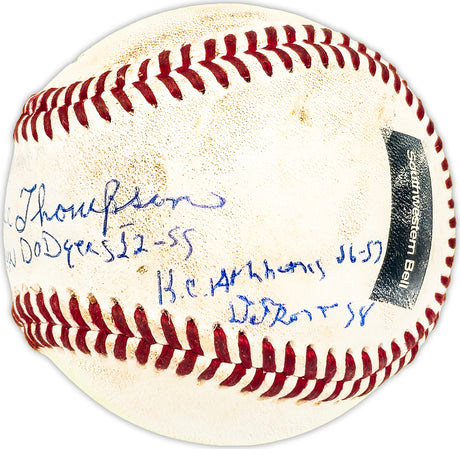 Thompson
Dodgers 52-55
K.C. Athletics 56-57
Detroit 58
Southwestern Bell